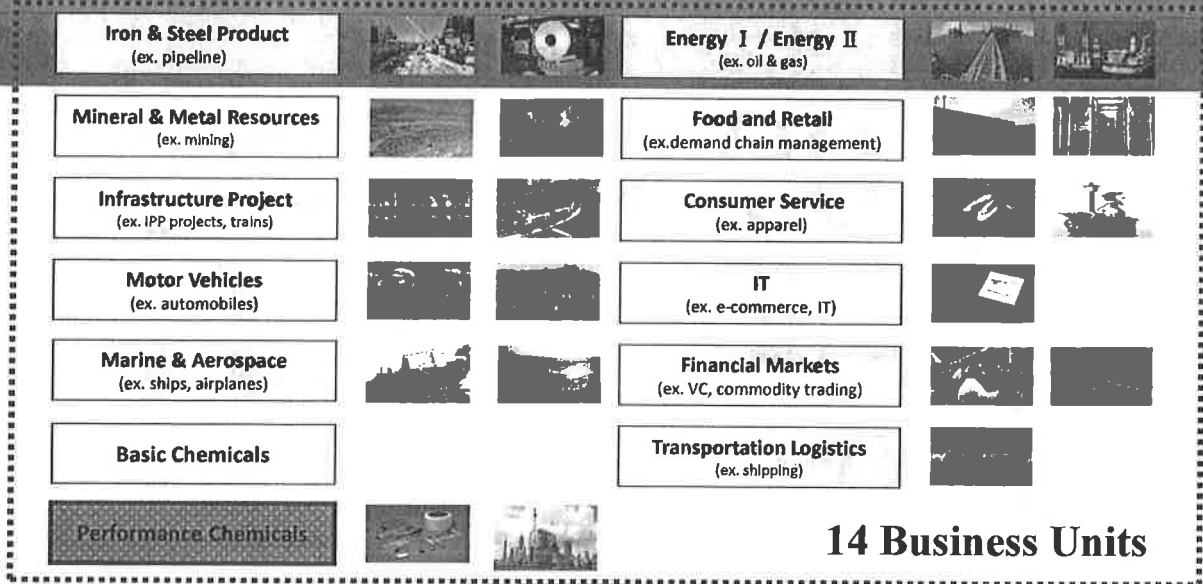 Iron & Steel Product
(ex. pipeline)
Mineral & Metal Resources
(ex. mining)
Infrastructure Project
(ex. IPP projects, trains)
Motor Vehicles
(ex. automobiles)
Marine & Aerospace
(ex. ships, airplanes)
Basic Chemicals
Performance Chemicals
Energy Ⅰ / Energy Ⅱ
(ex. oil & gas)
Food and Retail
(ex.demand chain management)
Consumer Service
(ex. apparel)
IT
(ex. e-commerce, IT)
Financial Markets
(ex. VC, commodity trading)
Transportation Logistics
(ex. shipping)
14 Business Units